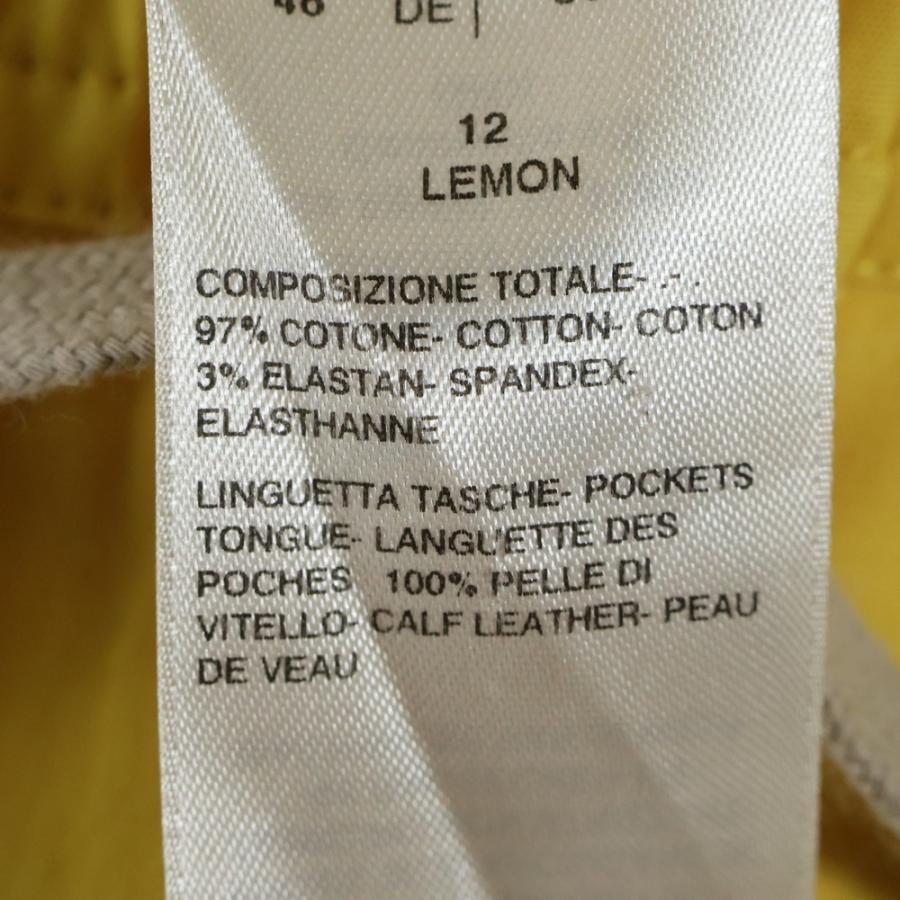 46 DE |
12
LEMON
COMPOSIZIONE TOTALE- .- .
97% COTONE- COTTON- COTON
3% ELASTAN- SPANDEX-
ELASTHANNE
LINGUETTA TASCHE- POCKETS
TONGUE- LANGUETTE DES
POCHES 100% PELLE DI
VITELLO- CALF LEATHER- PEAU
DE VEAU